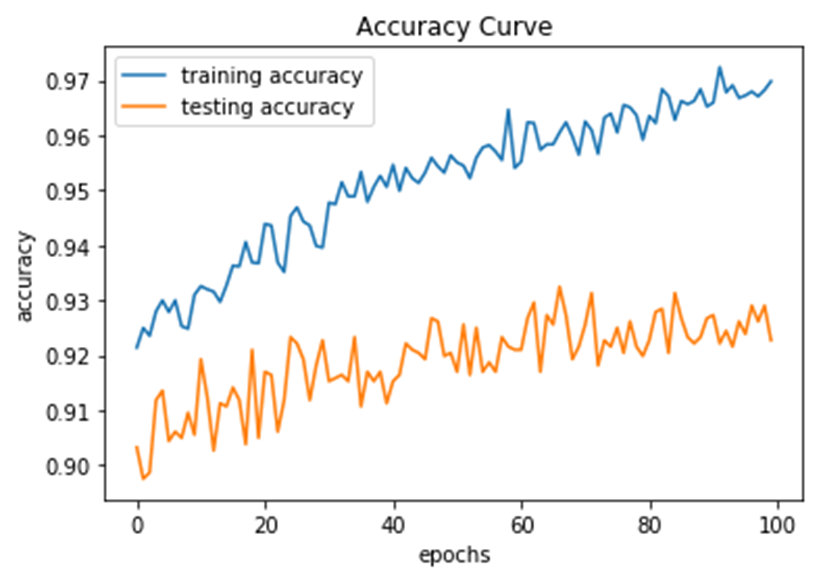 Accuracy Curve
training accuracy
testing accuracy
0.97
0.96
0.95
0.94
0.93
0.92
0.91
0.90
accuracy
0 20 40 60 80 100
epochs